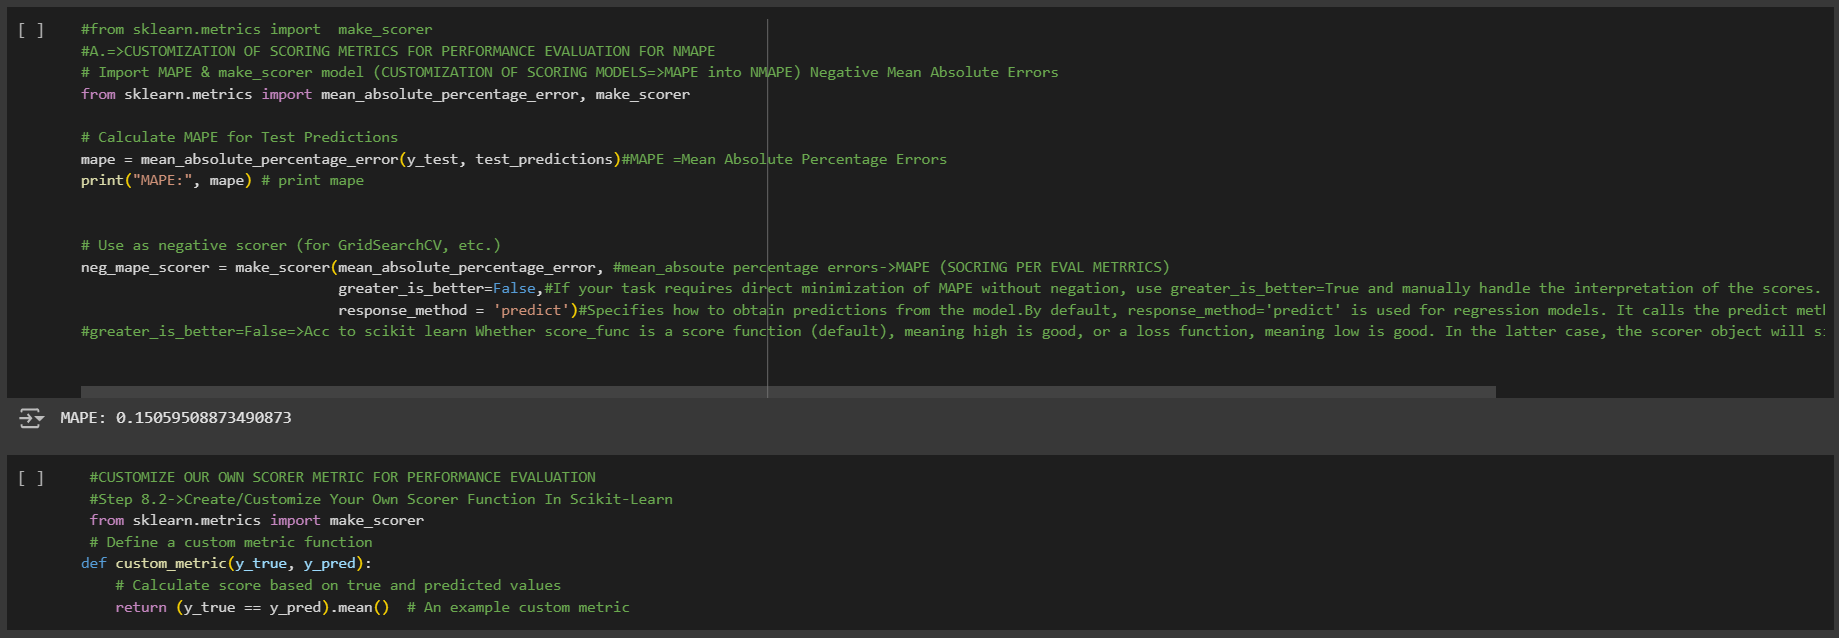 [ ]
#from sklearn.metrics import  make_scorer
#A.=>CUSTOMIZATION OF SCORING METRICS FOR PERFORMANCE EVALUATION FOR NMAPE
# Import MAPE & make_scorer model (CUSTOMIZATION OF SCORING MODELS=>MAPE into NMAPE) Negative Mean Absolute Errors
from sklearn.metrics import mean_absolute_percentage_error, make_scorer
# Calculate MAPE for Test Predictions
mape = mean_absolute_percentage_error(y_test, test_predictions)#MAPE =Mean Absolute Percentage Errors
print("MAPE:", mape) # print mape
# Use as negative scorer (for GridSearchCV, etc.)
neg_mape_scorer = make_scorer(mean_absolute_percentage_error, #mean_absoute percentage errors->MAPE (SOCRING PER EVAL METRRICS)
greater_is_better=False,#If your task requires direct minimization of MAPE without negation, use greater_is_better=True and manually handle the interpretation of the scores.
response_method = 'predict')#Specifies how to obtain predictions from the model.By default, response_method='predict' is used for regression models. It calls the predict
#greater_is_better=False=>Acc to scikit learn Whether score_func is a score function (default), meaning high is good, or a loss function, meaning low is good. In the latter case, the scorer object will
MAPE: 0.15059508873490873
[ ]
#CUSTOMIZE OUR OWN SCORER METRIC FOR PERFORMANCE EVALUATION
#Step 8.2->Create/Customize Your Own Scorer Function In Scikit-Learn
from sklearn.metrics import make_scorer
# Define a custom metric function
def custom_metric(y_true, y_pred):
# Calculate score based on true and predicted values
return (y_true == y_pred).mean()  # An example custom metric